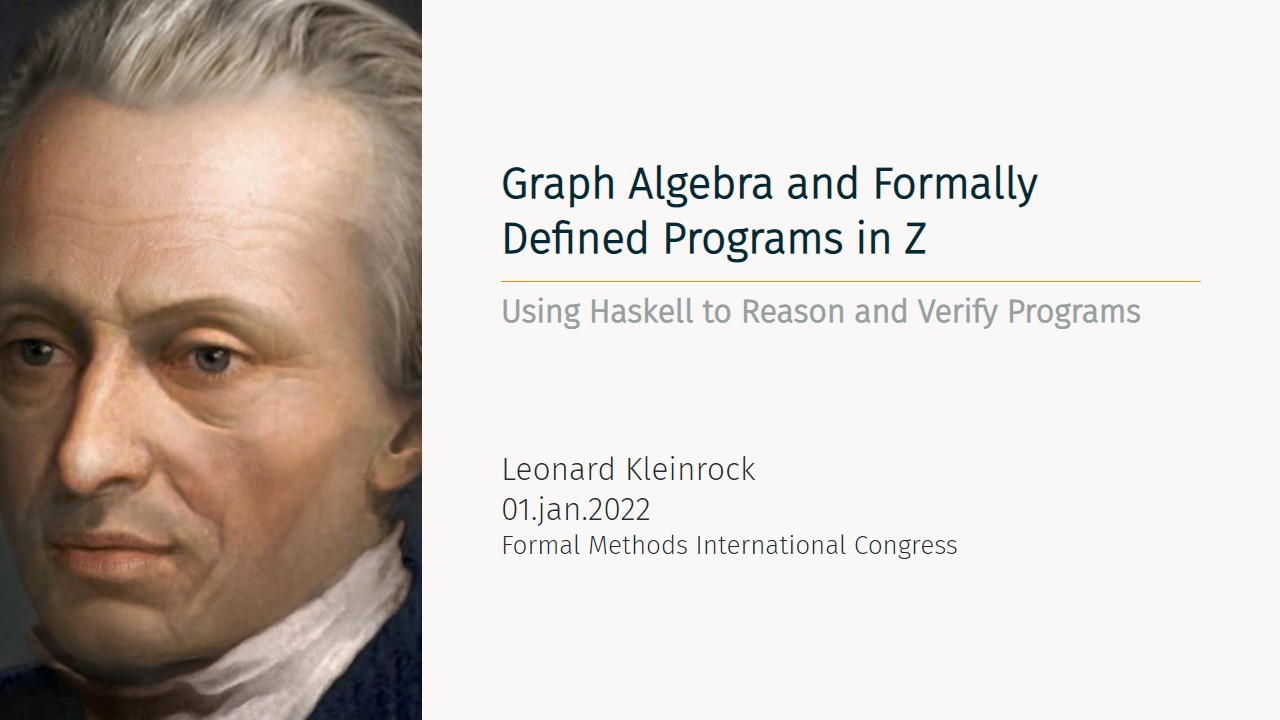 Graph Algebra and Formally
Defined Programs in Z
Using Haskell to Reason and Verify Programs
Leonard Kleinrock
01.jan.2022
Formal Methods International Congress